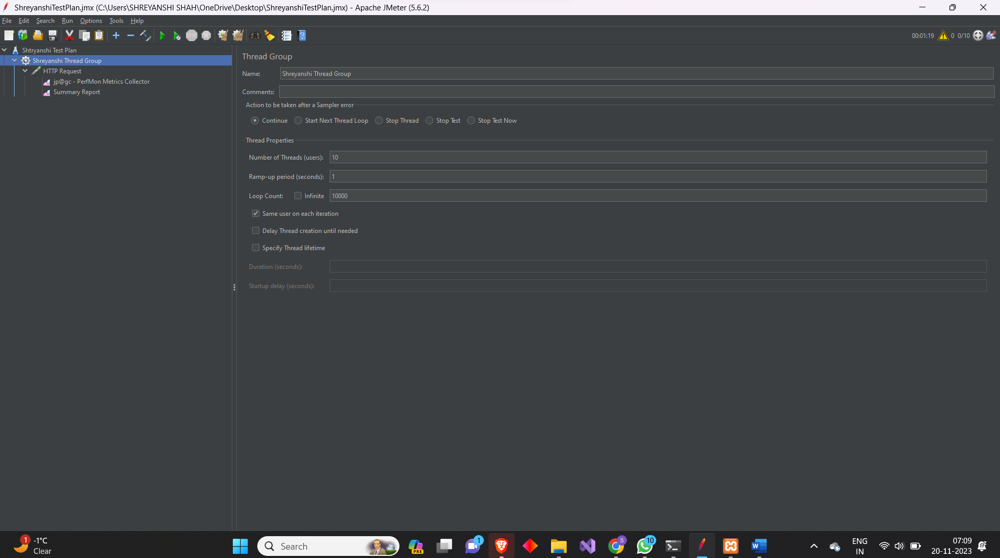 ShreyanshiTestPlan.jmx (C:\Users\SHREYANSHI SHAH\OneDrive\Desktop\ShreyanshiTestPlan.jmx) - Apache JMeter (5.6.2)
File Edit Search Run Options Tools Help
00:01:19 0 0/10
Shtryanshi Test Plan
Shreyanshi Thread Group
HTTP Request
jp@gc - PerfMon Metrics Collector
Summary Report
Thread Group
Name: Shreyanshi Thread Group
Comments:
Action to be taken after a Sampler error
Continue Start Next Thread Loop Stop Thread Stop Test Stop Test Now
Thread Properties
Number of Threads (users): 10
Ramp-up period (seconds): 1
Loop Count: Infinite 10000
Same user on each iteration
Delay Thread creation until needed
Specify Thread lifetime
Duration (seconds):
Startup delay (seconds):
1 -1°C
Clear
Search
PRE
1
S
10
W
ENG
IN
07:09
20-11-2023